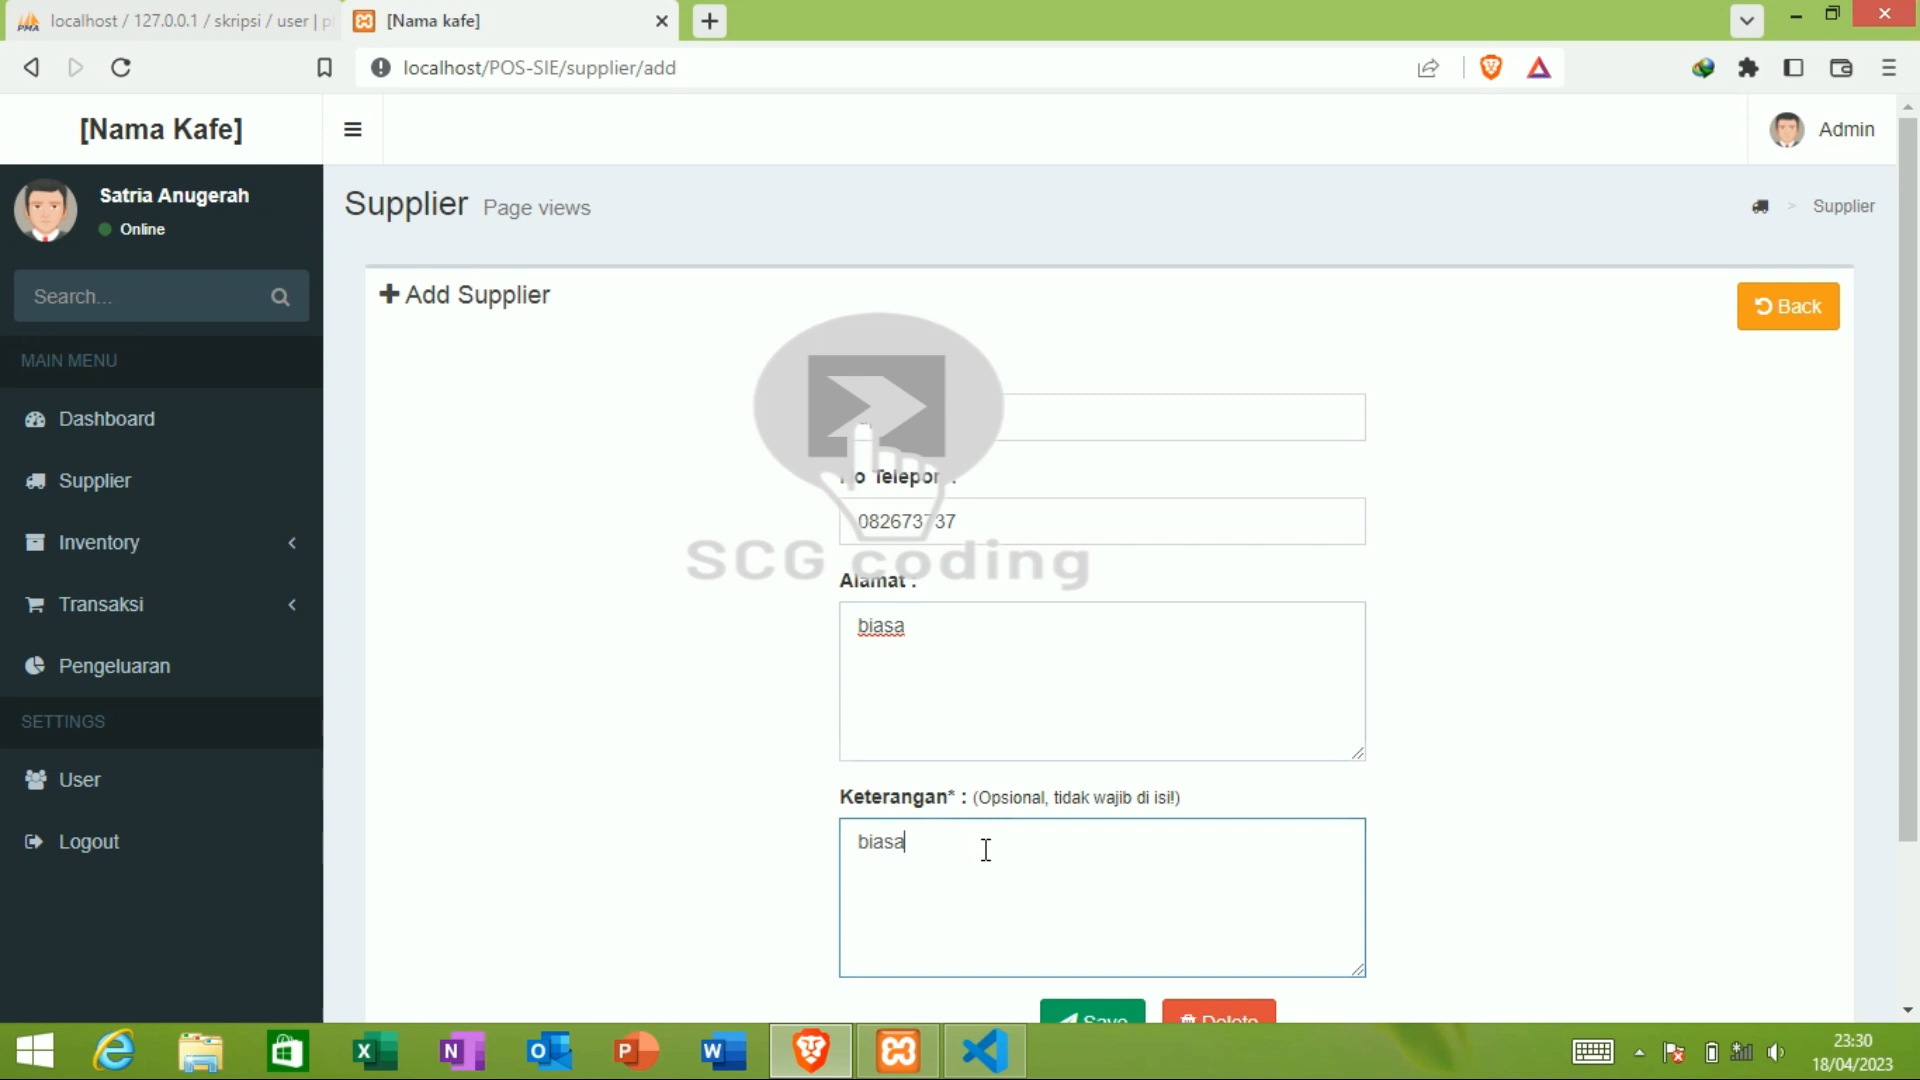 localhost / 127.0.0.1 / skripsi / user | p
[Nama kafe]
localhost/POS-SIE/supplier/add
[Nama Kafe]
Admin
Satria Anugerah
Online
Supplier Page views
> Supplier
Search...
Add Supplier
Back
MAIN MENU
Dashboard
Supplier
Inventory
Transaksi
Pengeluaran
SETTINGS
User
Logout
No Telepon :
082673737
SCG coding
Alamat :
biasa
Keterangan* : (Opsional, tidak wajib di isi!)
biasa
Save
Delete
23:30
18/04/2023